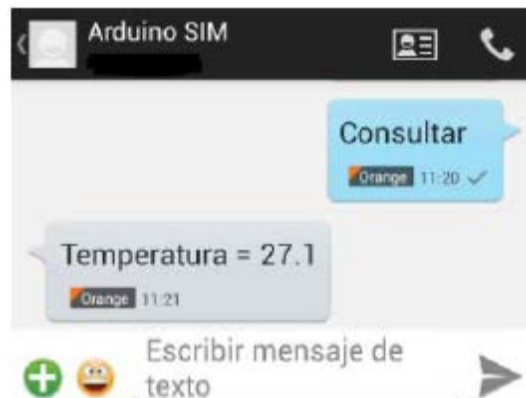 Arduino SIM
Consultar
Orange 11:20
Temperatura = 27.1
Orange 11:21
Escribir mensaje de
texto